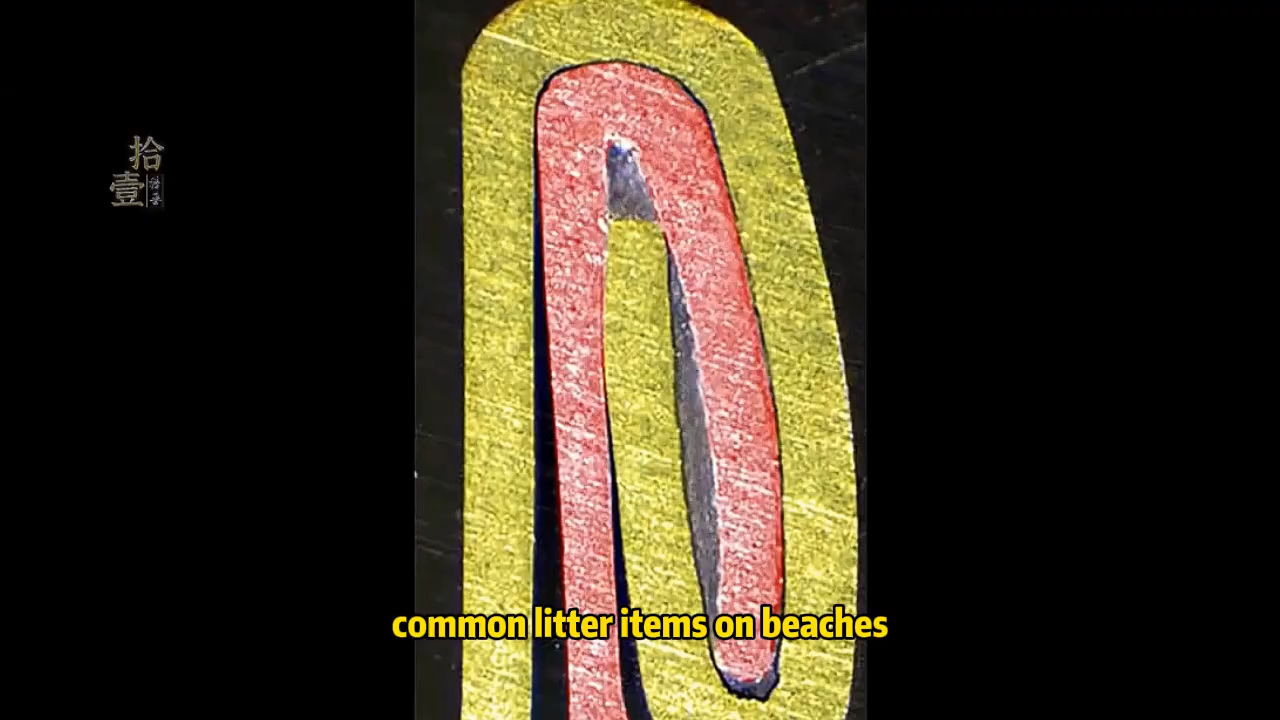 拾
壹
common litter items on beaches